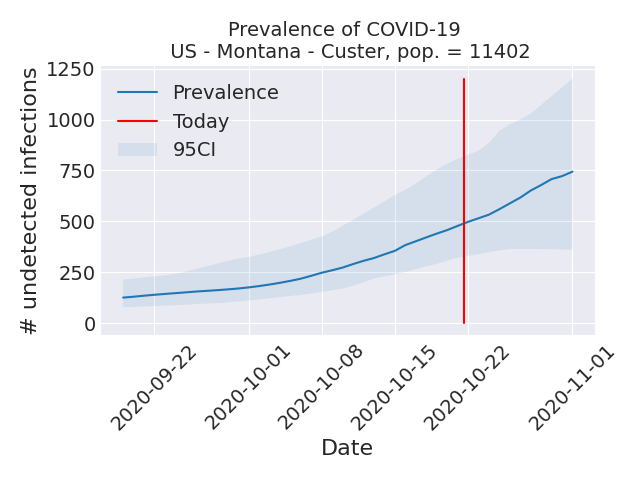 Prevalence of COVID-19
US - Montana - Custer, pop. = 11402
# undetected infections
1250
1000
750
500
250
0
Prevalence
Today
95CI
2020-09-22
2020-10-01
2020-10-08
2020-10-15
2020-10-22
2020-11-01
Date